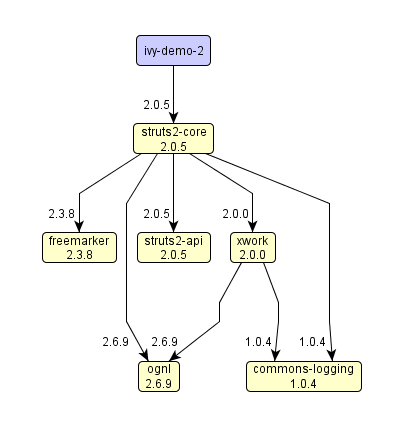 ivy-demo-2
2.0.5
struts2-core
2.0.5
2.3.8
2.0.5
2.0.0
freemarker
2.3.8
struts2-api
2.0.5
xwork
2.0.0
2.6.9
2.6.9
1.0.4
1.0.4
ognl
2.6.9
commons-logging
1.0.4